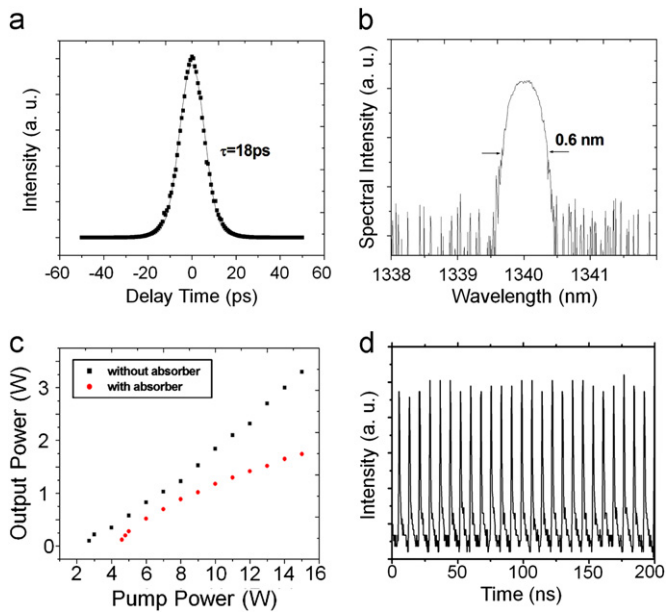 a
Intensity (a. u.)
τ=18ps
-60 -40 -20 0 20 40 60
Delay Time (ps)
b
Spectral Intensity (a. u.)
0.6 nm
1338 1339 1340 1341
Wavelength (nm)
c
Output Power (W)
3
2
1
0
without absorber
with absorber
2 4 6 8 10 12 14 16
Pump Power (W)
d
Intensity (a. u.)
0 50 100 150 200
Time (ns)